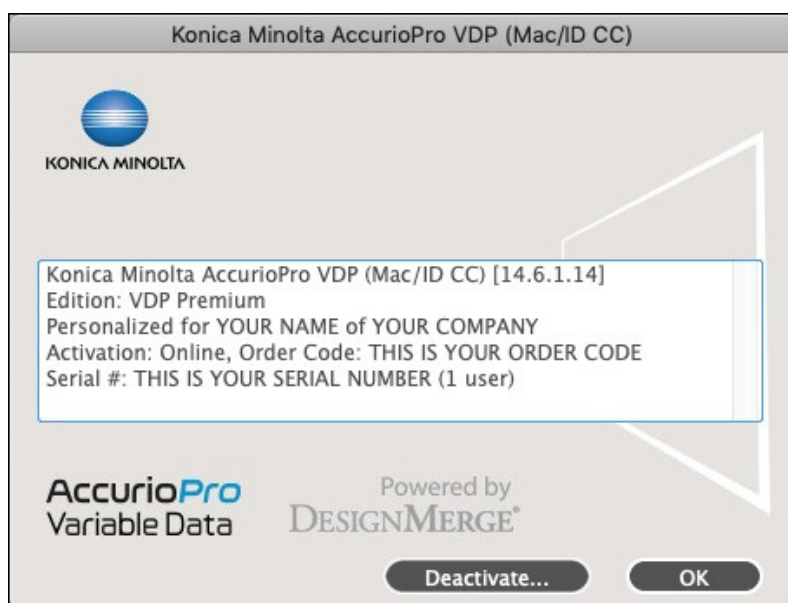 Konica Minolta AccurioPro VDP (Mac/ID CC)
KONICA MINOLTA
Konica Minolta AccurioPro VDP (Mac/ID CC) [14.6.1.14]
Edition: VDP Premium
Personalized for YOUR NAME of YOUR COMPANY
Activation: Online, Order Code: THIS IS YOUR ORDER CODE
Serial #: THIS IS YOUR SERIAL NUMBER (1 user)
AccurioPro
Variable Data
Powered by
DESIGNMERGE®
Deactivate...
OK